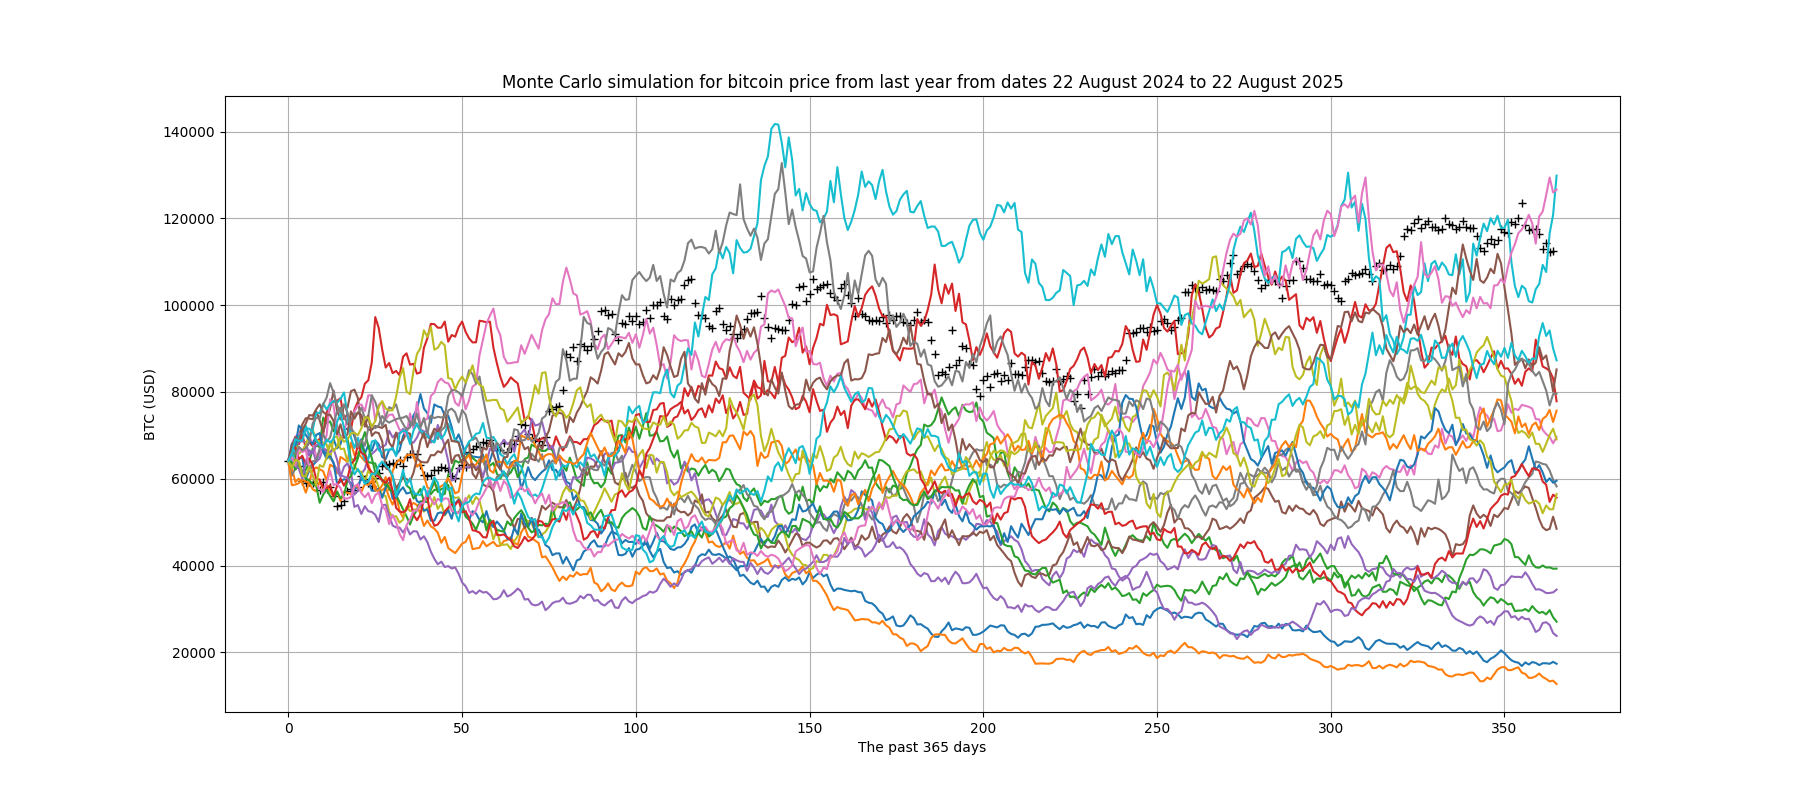 Monte Carlo simulation for bitcoin price from last year from dates 22 August 2024 to 22 August 2025
140000
120000
100000
80000
60000
40000
20000
BTC (USD)
0 50 100 150 200 250 300 350
The past 365 days